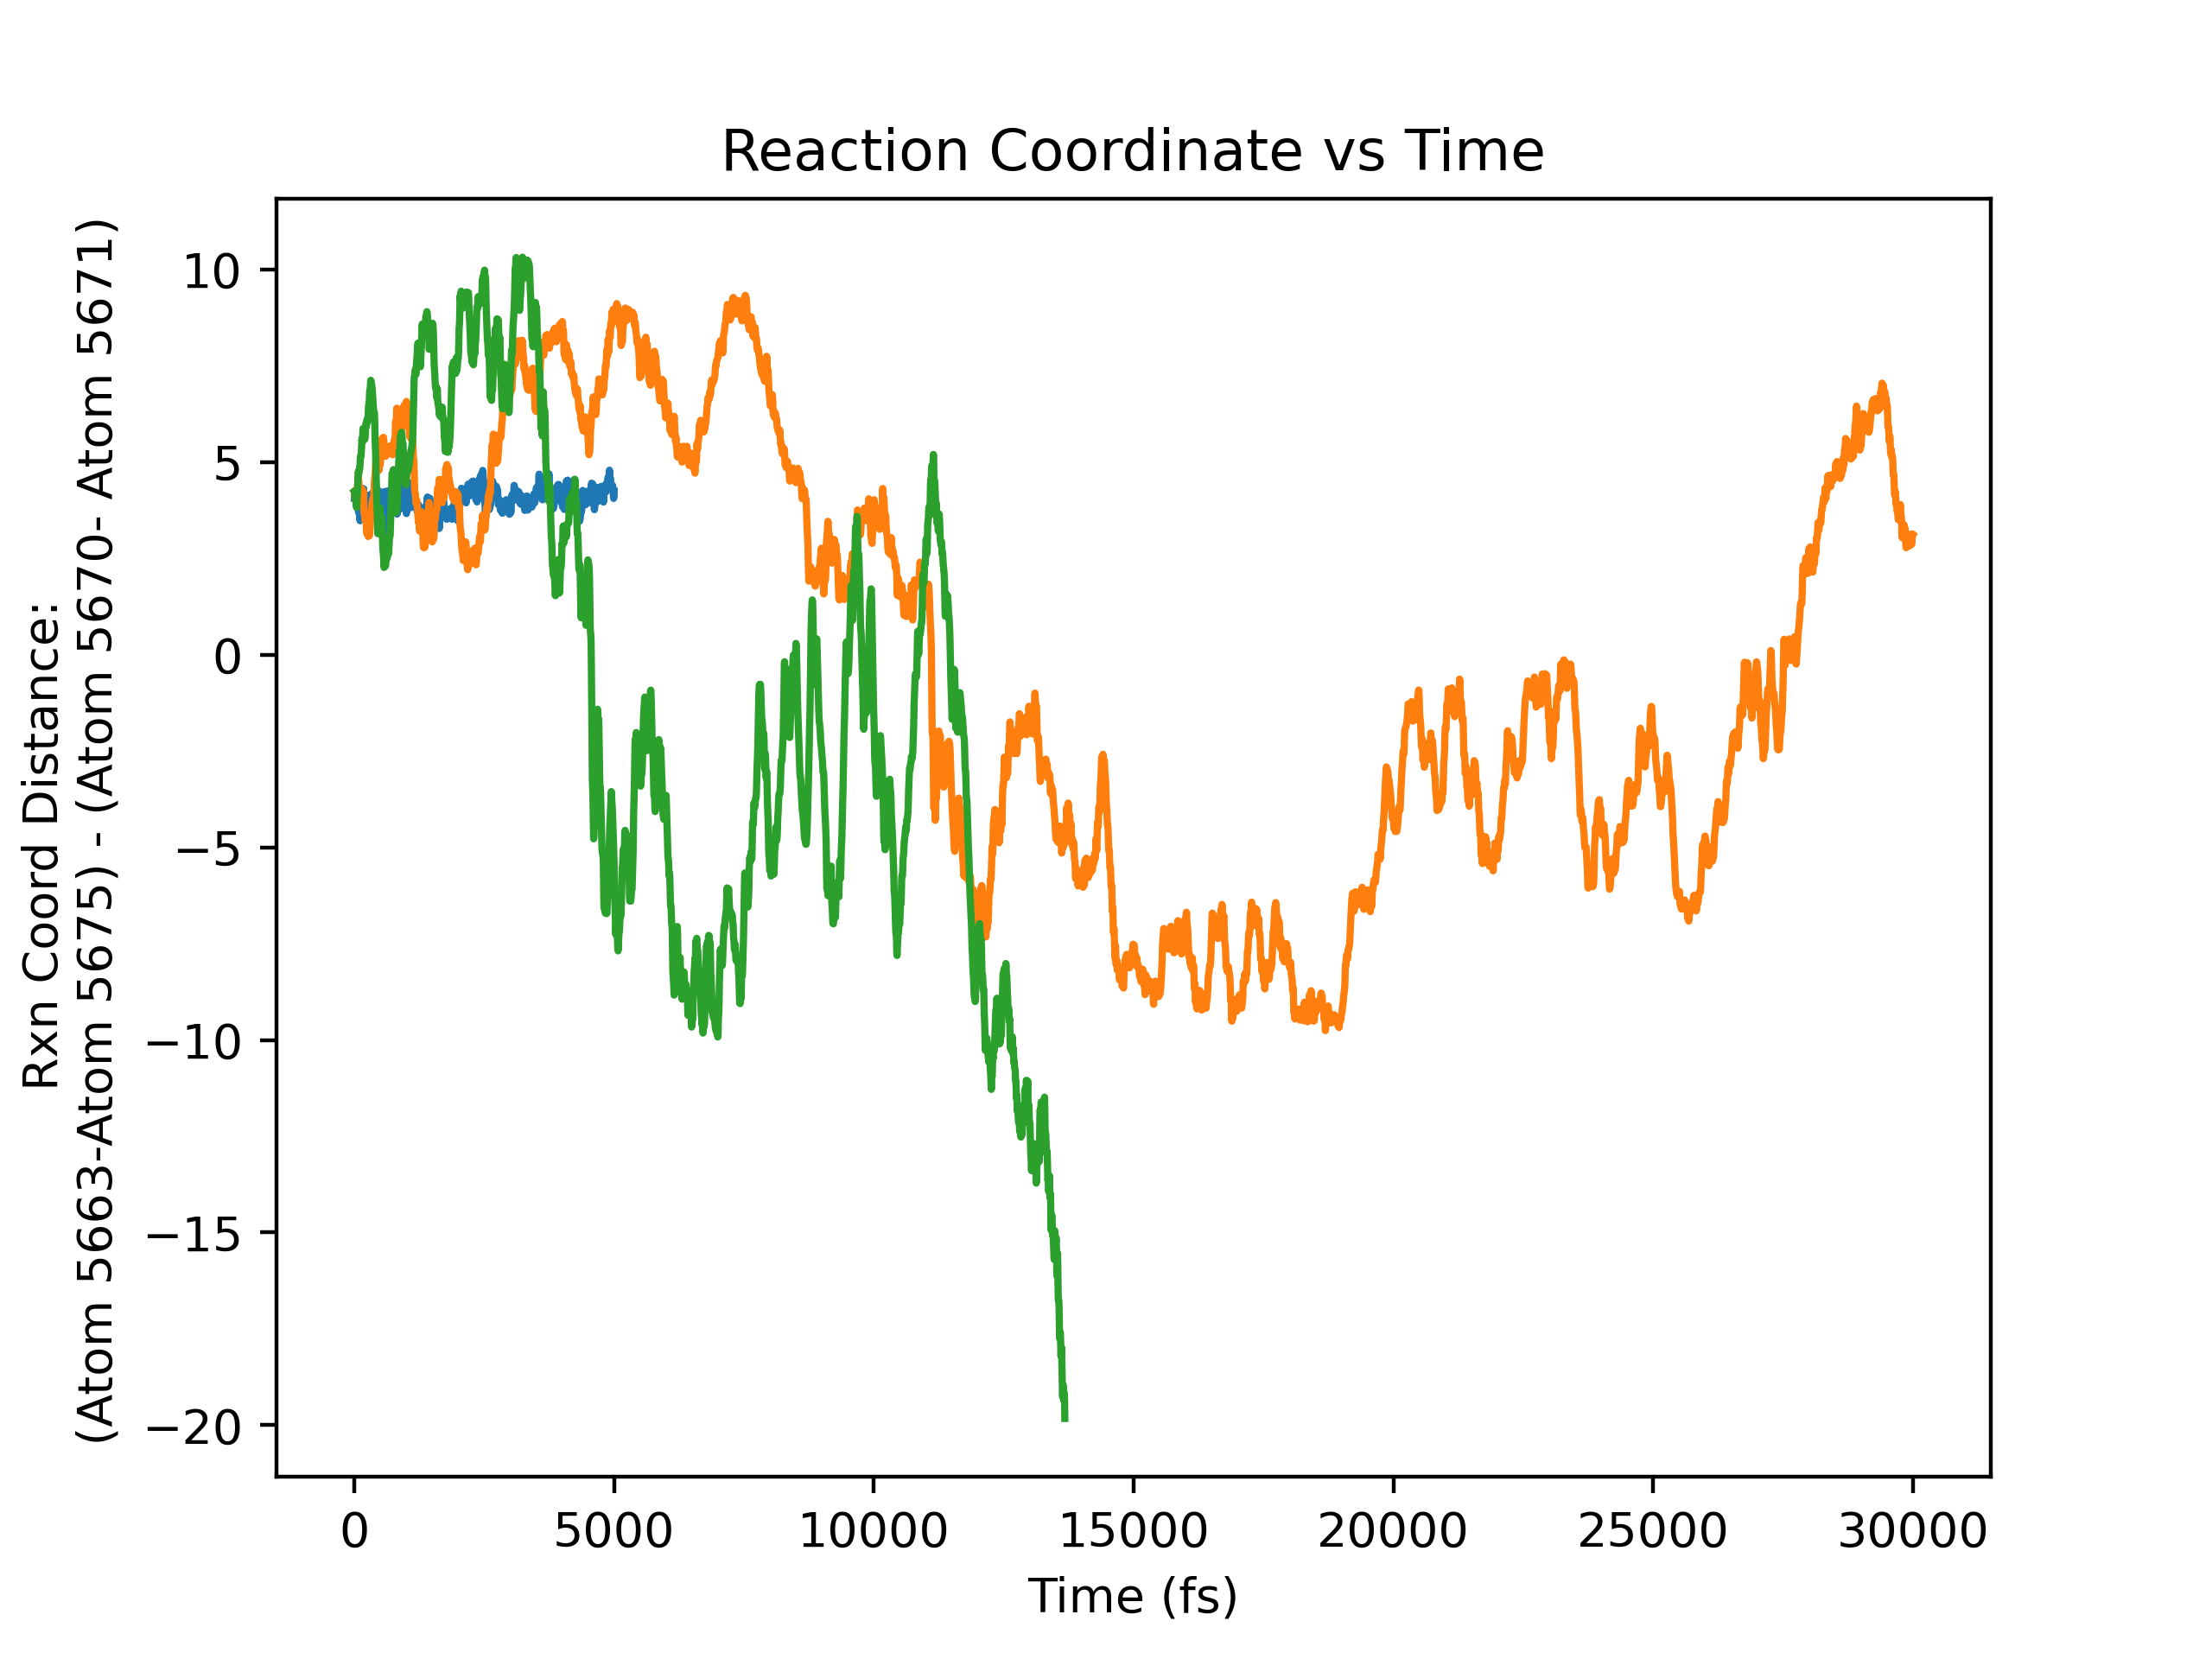 Reaction Coordinate vs Time
Rxn Coord Distance:
(Atom 5663-Atom 5675) - (Atom 5670- Atom 5671)
10
5
0
−5
−10
−15
−20
0 5000 10000 15000 20000 25000 30000
Time (fs)